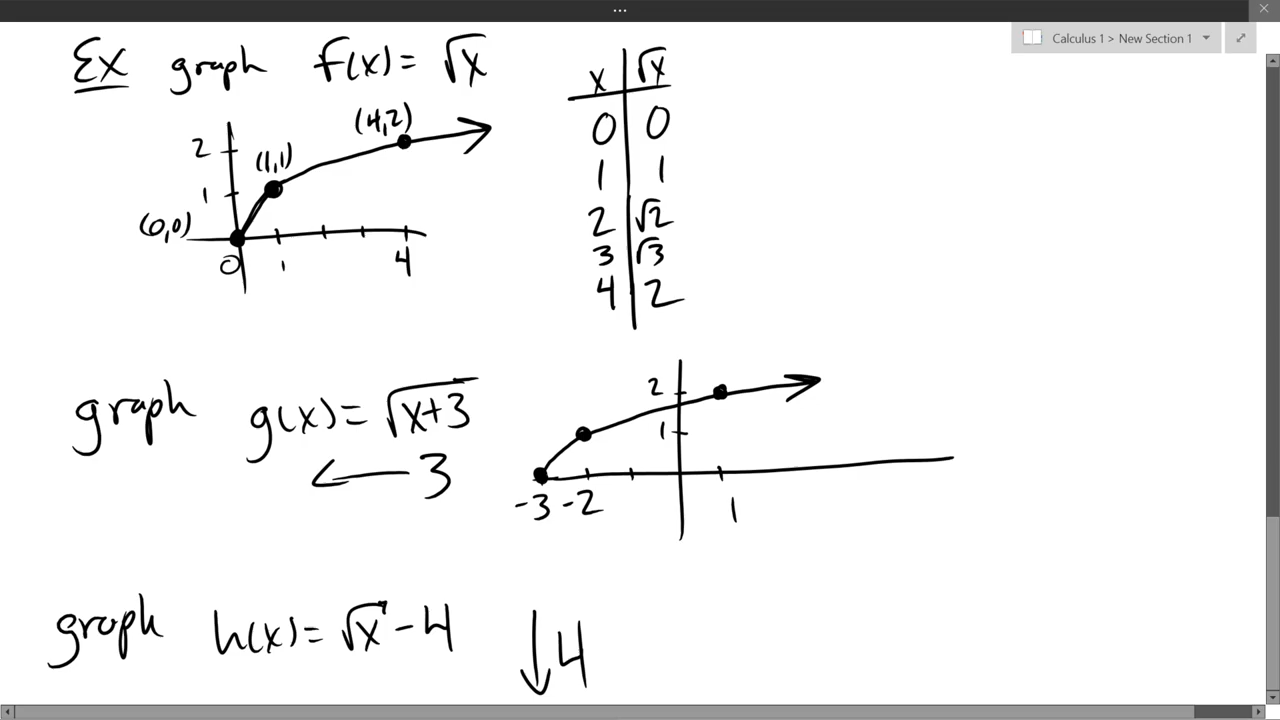 ...
Calculus 1 > New Section 1
Ex graph f(x) = √x
x | √x
0 | 0
1 | 1
2 | √2
3 | √3
4 | 2
(4,2)
2
(1,1)
1
(0,0)
0 1 4
graph g(x) = √x+3
← 3
2
1
-3 -2 1
graph h(x) = √x - 4 ↓4